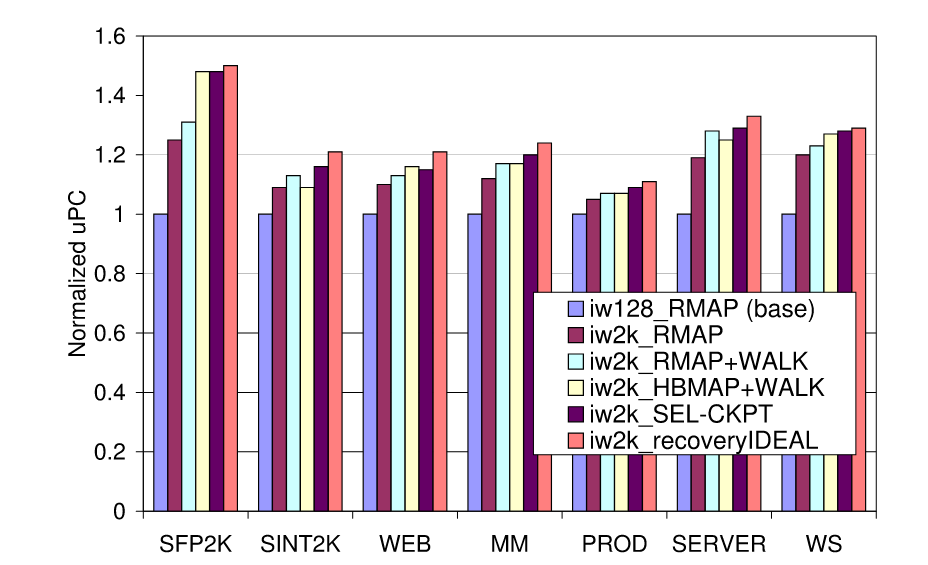 1.6
1.4
1.2
1
0.8
0.6
0.4
0.2
0
Normalized uPC
iw128_RMAP (base)
iw2k_RMAP
iw2k_RMAP+WALK
iw2k_HBMAP+WALK
iw2k_SEL-CKPT
iw2k_recoveryIDEAL
SFP2K SINT2K WEB MM PROD SERVER WS